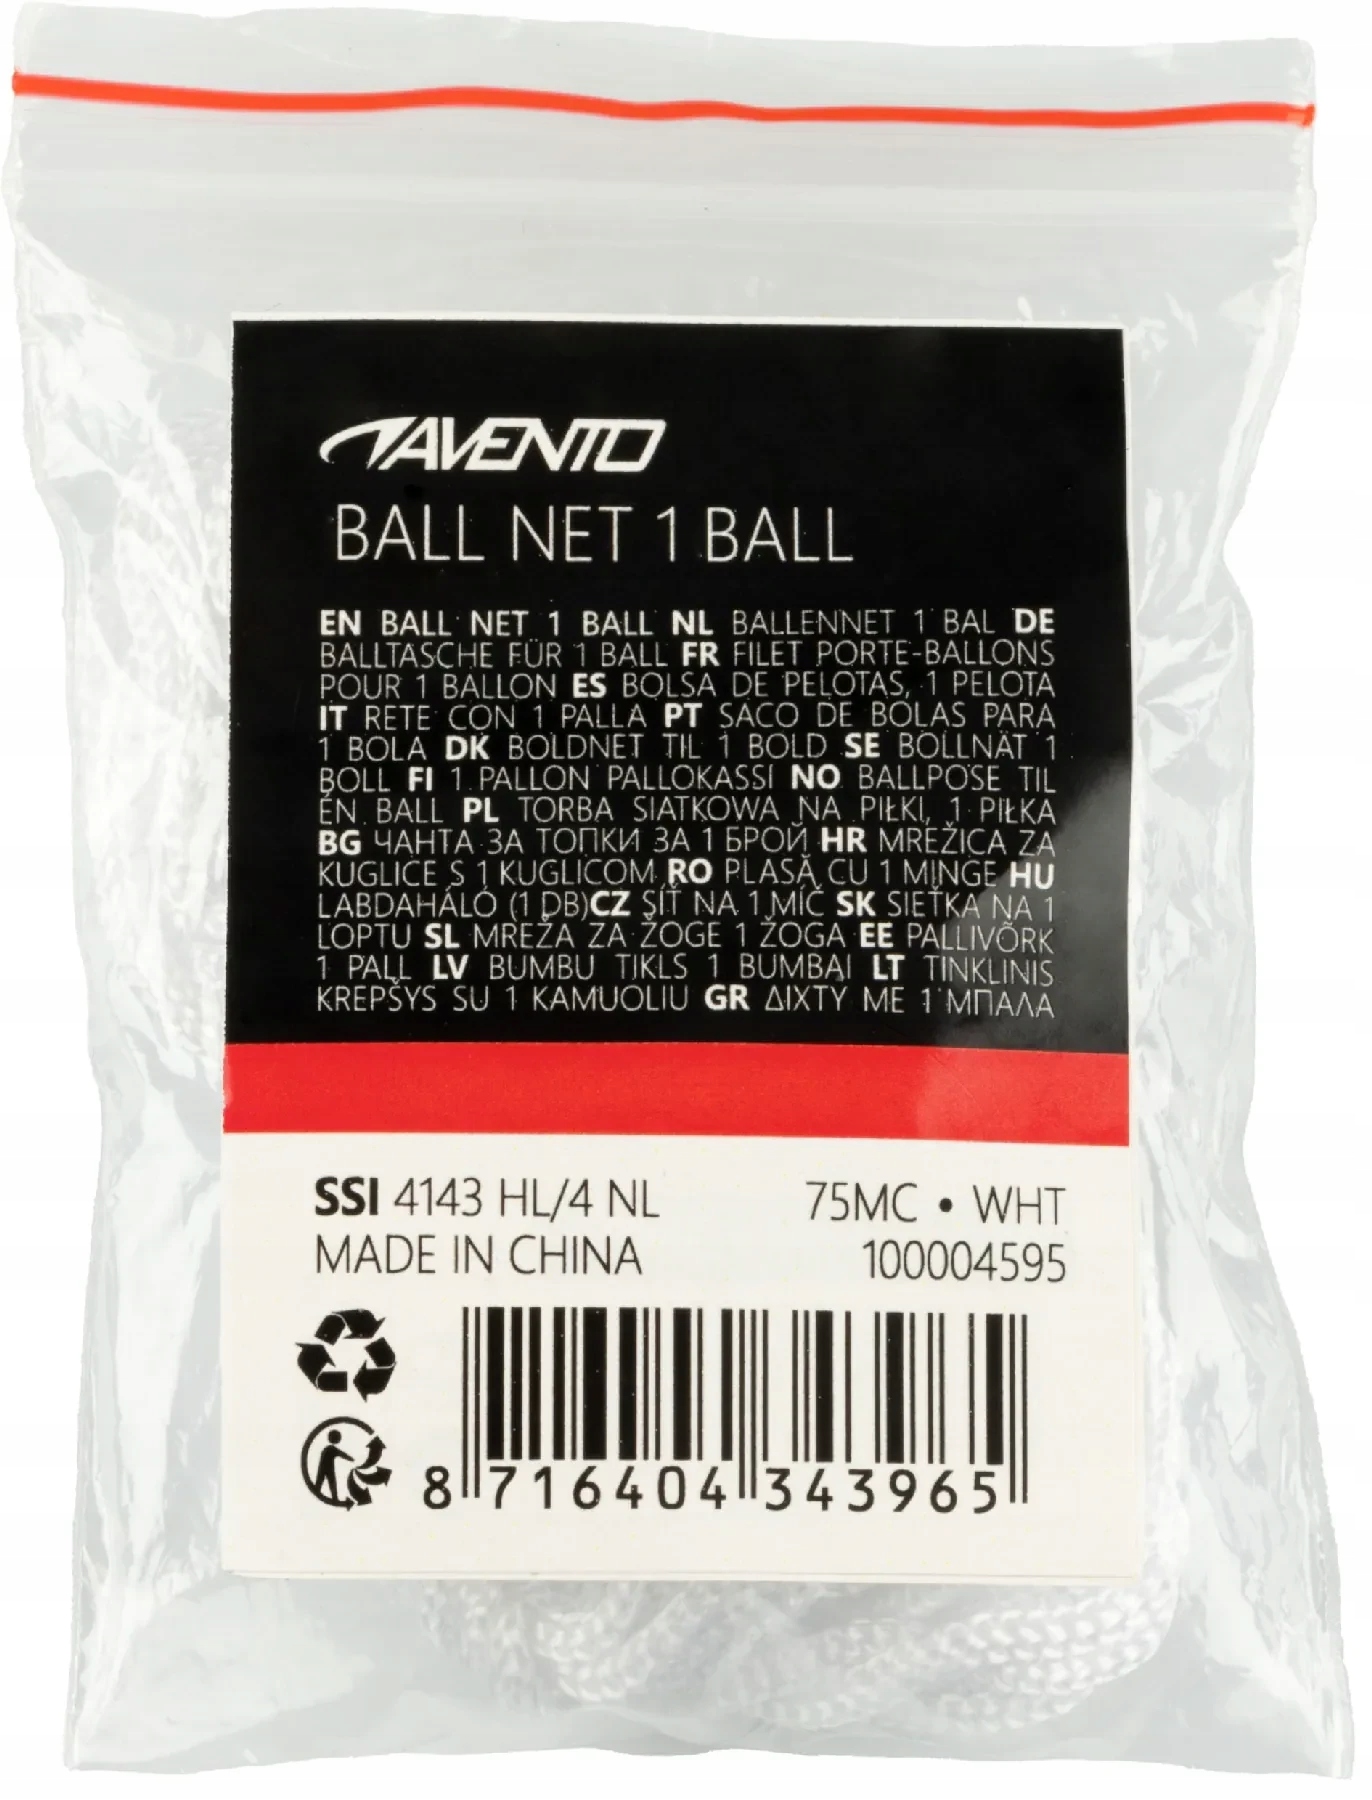 AVENTO
BALL NET 1 BALL
EN BALL NET 1 BALL NL BALLENNET 1 BAL DE
BALLTASCHE FÜR 1 BALL FR FILET PORTE-BALLONS
POUR 1 BALLON ES BOLSA DE PELOTAS, 1 PELOTA
IT RETE CON 1 PALLA PT SACO DE BOLAS PARA
1 BOLA DK BOLDNET TIL 1 BOLD SE BOLLNÄT 1
BOLL FI 1 PALLON PALLOKASSI NO BALLPOSE TIL
ÉN BALL PL TORBA SIATKOWA NA PIŁKI, 1 PIŁKA
BG ЧАНТА ЗА ТОПКИ ЗА 1 БРОЙ HR MREŽICA ZA
KUGLICE S 1 KUGLICOM RO PLASĂ CU 1 MINGE HU
LABDAHÁLÓ (1 DB)CZ SÍŤ NA 1 MÍČ SK SIEŤKA NA 1
LOPTU SL MREŽA ZA ŽOGE 1 ŽOGA EE PALLIVÕRK
1 PALL LV BUMBU TIKLS 1 BUMBAI LT TINKLINIS
KREPŠYS SU 1 KAMUOLIU GR ΔΙΧΤΥ ΜΕ 1 ΜΠΑΛΑ
SSI 4143 HL/4 NL
MADE IN CHINA
75MC • WHT
100004595
8 716404 343965